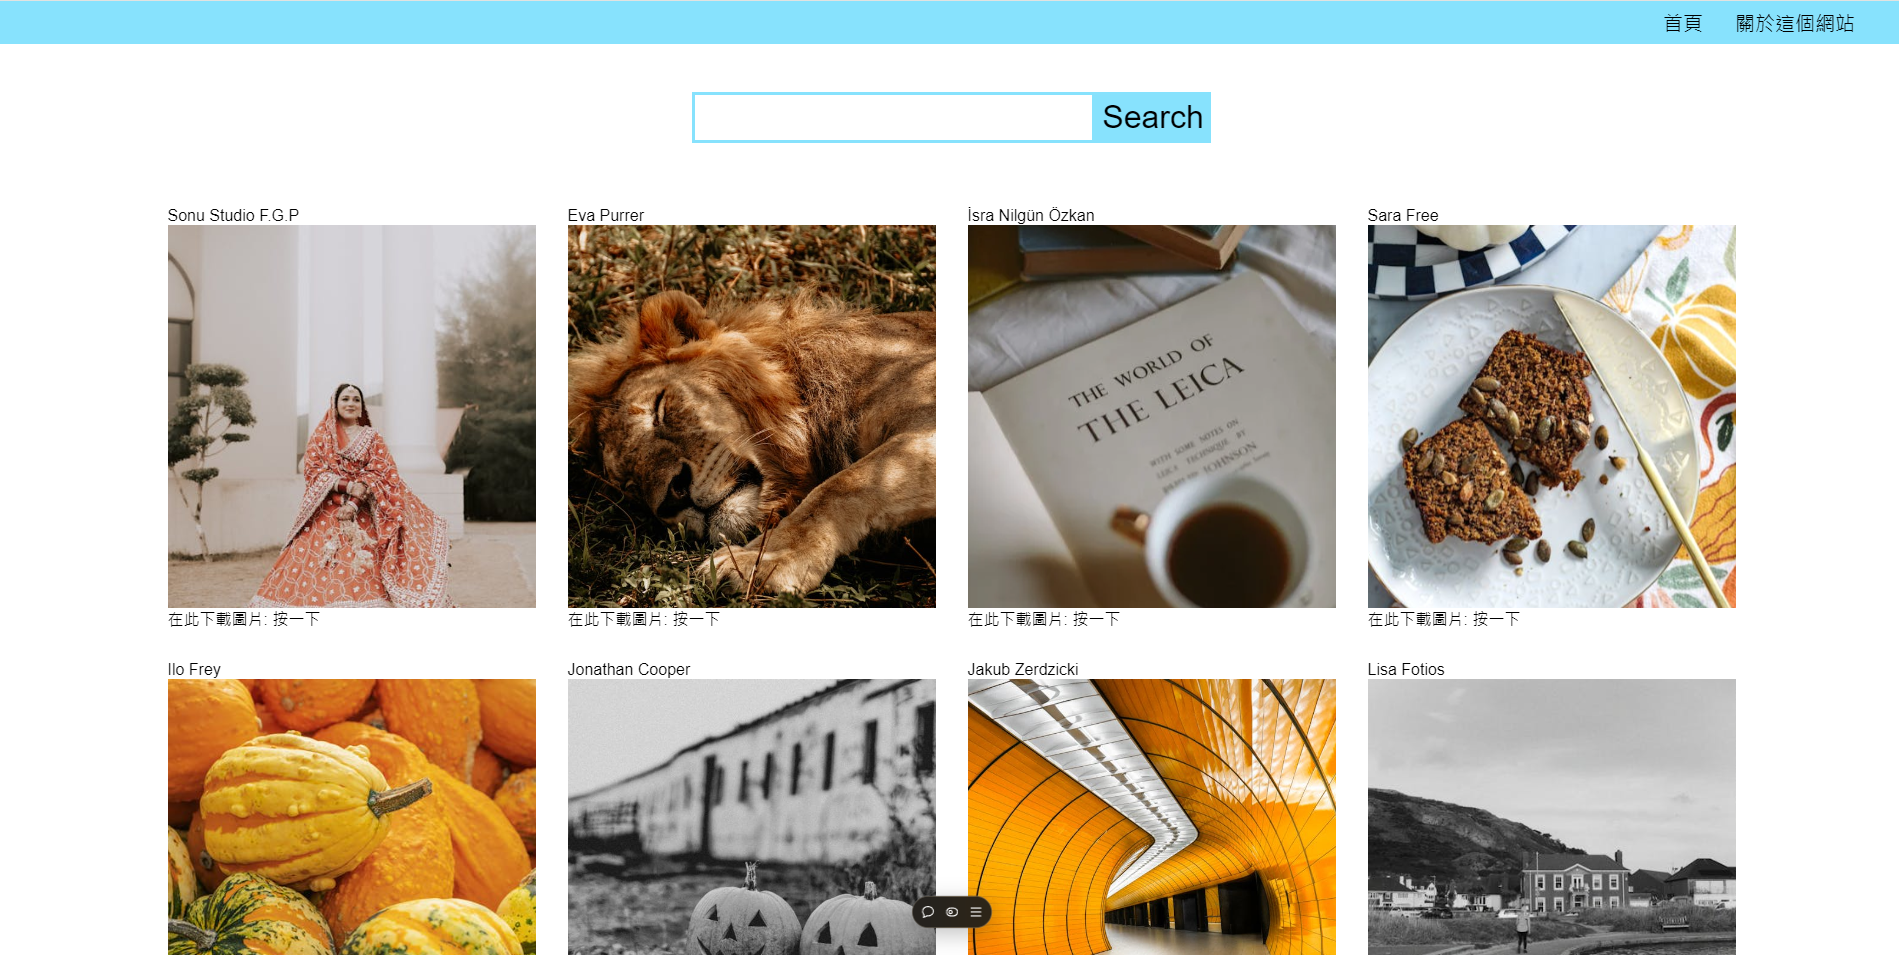 首頁 關於這個網站
Search
Sonu Studio F.G.P
Eva Purrer
İsra Nilgün Özkan
Sara Free
THE WORLD OF
THE LEICA
WITH SOME NOTES ON
LEICA TECHNIQUE BY
JOHNSON
在此下載圖片: 按一下
在此下載圖片: 按一下
在此下載圖片: 按一下
在此下載圖片: 按一下
Ilo Frey
Jonathan Cooper
Jakub Zerdzicki
Lisa Fotios